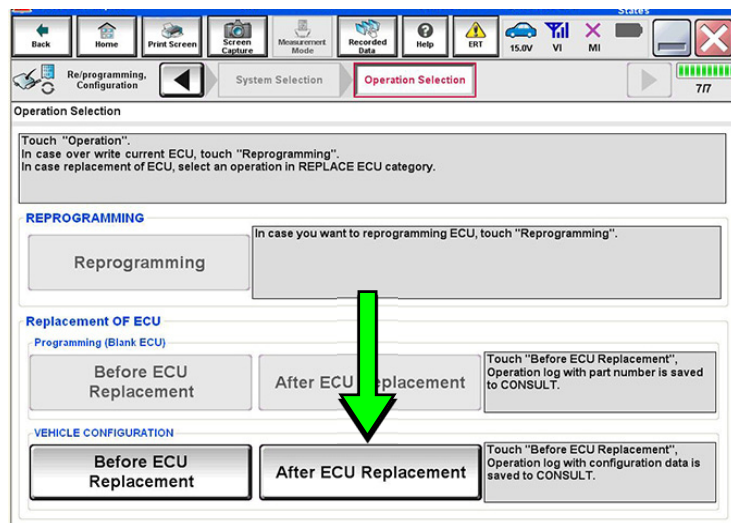 States
Back
Home
Print Screen
Screen
Capture
Measurement
Mode
Recorded
Data
Help
ERT
15.0V
VI
MI
Re/programming,
Configuration
System Selection
Operation Selection
7/7
Operation Selection
Touch "Operation".
In case over write current ECU, touch "Reprogramming".
In case replacement of ECU, select an operation in REPLACE ECU category.
REPROGRAMMING
Reprogramming
In case you want to reprogramming ECU, touch "Reprogramming".
Replacement OF ECU
Programming (Blank ECU)
Before ECU
Replacement
After ECU Replacement
Touch "Before ECU Replacement",
Operation log with part number is saved
to CONSULT.
VEHICLE CONFIGURATION
Before ECU
Replacement
After ECU Replacement
Touch "Before ECU Replacement",
Operation log with configuration data is
saved to CONSULT.